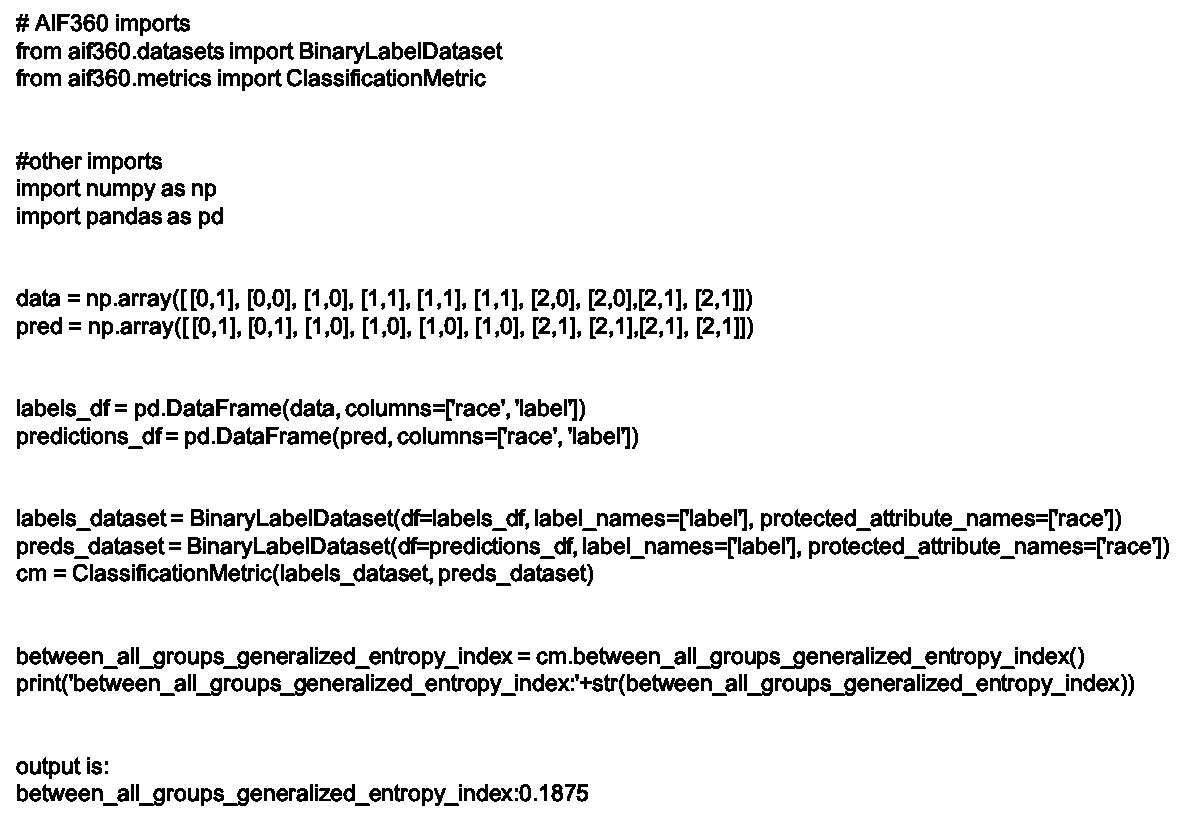 # AIF360 imports
from aif360.datasets import BinaryLabelDataset
from aif360.metrics import ClassificationMetric
#other imports
import numpy as np
import pandas as pd
data = np.array([[0,1], [0,0], [1,0], [1,1], [1,1], [1,1], [2,0], [2,0],[2,1], [2,1]])
pred = np.array([[0,1], [0,1], [1,0], [1,0], [1,0], [1,0], [2,1], [2,1],[2,1], [2,1]])
labels_df = pd.DataFrame(data, columns=['race', 'label'])
predictions_df = pd.DataFrame(pred, columns=['race', 'label'])
labels_dataset = BinaryLabelDataset(df=labels_df, label_names=['label'], protected_attribute_names=['race'])
preds_dataset = BinaryLabelDataset(df=predictions_df, label_names=['label'], protected_attribute_names=['race'])
cm = ClassificationMetric(labels_dataset, preds_dataset)
between_all_groups_generalized_entropy_index = cm.between_all_groups_generalized_entropy_index()
print('between_all_groups_generalized_entropy_index:'+str(between_all_groups_generalized_entropy_index))
output is:
between_all_groups_generalized_entropy_index:0.1875